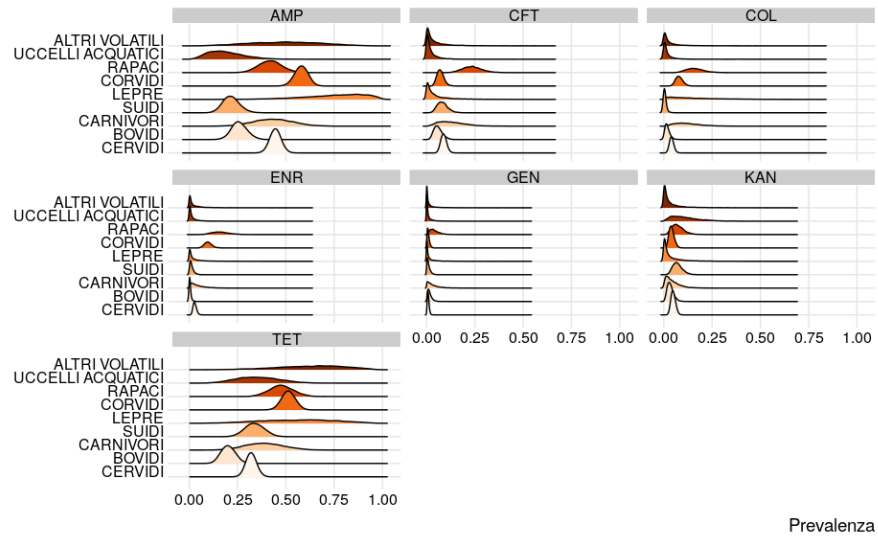 AMP CFT COL
ALTRI VOLATILI
UCCELLI ACQUATICI
RAPACI
CORVIDI
LEPRE
SUIDI
CARNIVORI
BOVIDI
CERVIDI
ENR GEN KAN
ALTRI VOLATILI
UCCELLI ACQUATICI
RAPACI
CORVIDI
LEPRE
SUIDI
CARNIVORI
BOVIDI
CERVIDI
0.00 0.25 0.50 0.75 1.00 0.00 0.25 0.50 0.75 1.00
TET
ALTRI VOLATILI
UCCELLI ACQUATICI
RAPACI
CORVIDI
LEPRE
SUIDI
CARNIVORI
BOVIDI
CERVIDI
0.00 0.25 0.50 0.75 1.00
Prevalenza